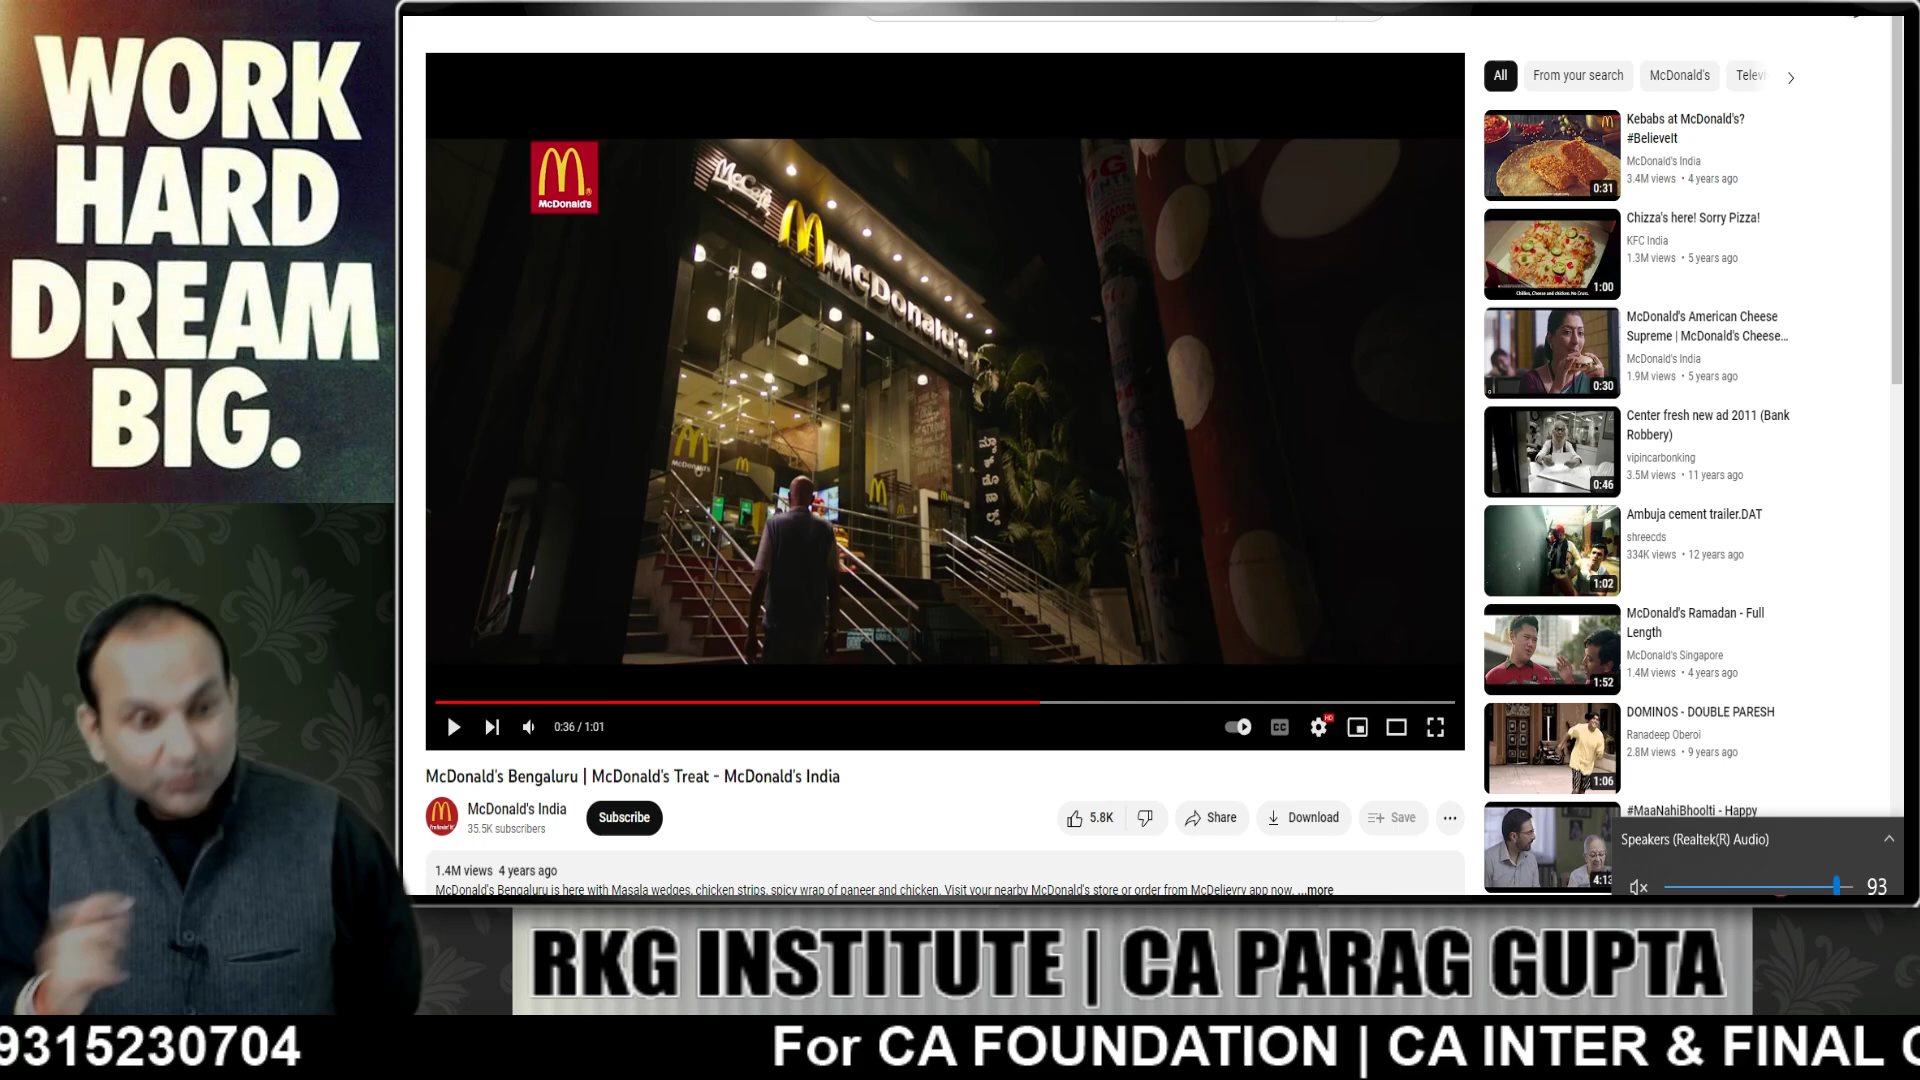 WORK
HARD
DREAM
BIG.
McDonald's
McCafé
McDonald's
McDonald's
ಮ್ಯಾಕ್‌ಡೊನಾಲ್ಡ್ಸ್
0:36 / 1:01
CC
HD
McDonald's Bengaluru | McDonald's Treat - McDonald's India
McDonald's India
35.5K subscribers
Subscribe
5.8K
Share
Download
Save
1.4M views 4 years ago
McDonald's Bengaluru is here with Masala wedges, chicken strips, spicy wrap of paneer and chicken. Visit your nearby McDonald's store or order from McDelievry app now. ...more
All
From your search
McDonald's
Televi
Kebabs at McDonald's?
#BelieveIt
McDonald's India
3.4M views • 4 years ago
0:31
Chizza's here! Sorry Pizza!
KFC India
1.3M views • 5 years ago
1:00
McDonald's American Cheese
Supreme | McDonald's Cheese...
McDonald's India
1.9M views • 5 years ago
0:30
Center fresh new ad 2011 (Bank
Robbery)
vipincarbonking
3.5M views • 11 years ago
0:46
Ambuja cement trailer.DAT
shreecds
334K views • 12 years ago
1:02
McDonald's Ramadan - Full
Length
McDonald's Singapore
1.4M views • 4 years ago
1:52
DOMINOS - DOUBLE PARESH
Ranadeep Oberoi
2.8M views • 9 years ago
1:06
#MaaNahiBhoolti - Happy
4:13
Speakers (Realtek(R) Audio)
93
RKG INSTITUTE | CA PARAG GUPTA
9315230704
For CA FOUNDATION | CA INTER & FINAL